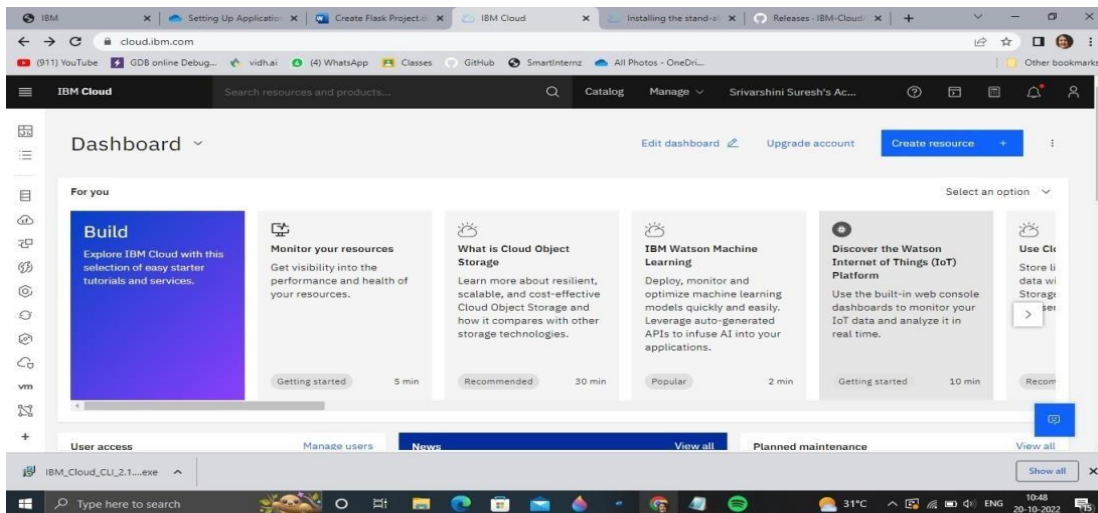 IBM
Setting Up Applicatio
Create Flask Project.d
IBM Cloud
Installing the stand-al
Releases · IBM-Cloud/
cloud.ibm.com
(911) YouTube
GDB online Debug...
vidh.ai
(4) WhatsApp
Classes
GitHub
SmartInternz
All Photos - OneDri...
Other bookmarks
IBM Cloud
Search resources and products...
Catalog
Manage
Srivarshini Suresh's Ac...
Dashboard
Edit dashboard
Upgrade account
Create resource +
For you
Select an option
Build
Explore IBM Cloud with this
selection of easy starter
tutorials and services.
Monitor your resources
Get visibility into the
performance and health of
your resources.
Getting started
5 min
What is Cloud Object
Storage
Learn more about resilient,
scalable, and cost-effective
Cloud Object Storage and
how it compares with other
storage technologies.
Recommended
30 min
IBM Watson Machine
Learning
Deploy, monitor and
optimize machine learning
models quickly and easily.
Leverage auto-generated
APIs to infuse AI into your
applications.
Popular
2 min
Discover the Watson
Internet of Things (IoT)
Platform
Use the built-in web console
dashboards to monitor your
IoT data and analyze it in
real time.
Getting started
10 min
Use Clo
Store li
data wi
Storage
ser
Recom
vm
User access
Manage users
News
View all
Planned maintenance
View all
IBM_Cloud_CLI_2.1....exe
Show all
Type here to search
31°C
ENG
10:48
20-10-2022
15